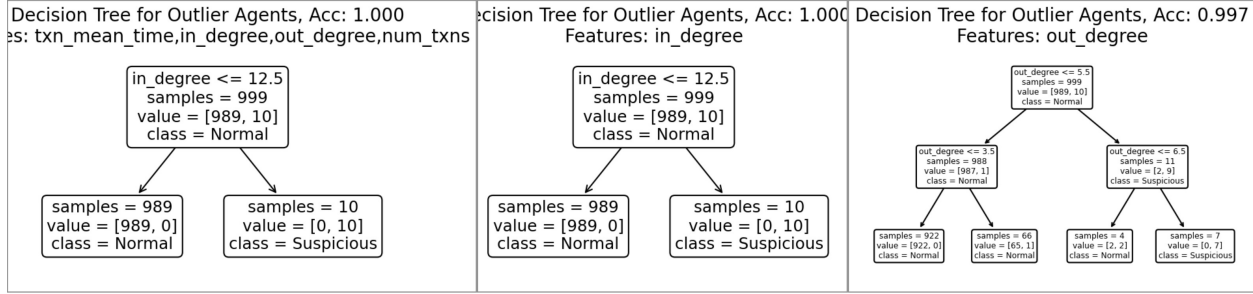 Decision Tree for Outlier Agents, Acc: 1.000
es: txn_mean_time,in_degree,out_degree,num_txns
in_degree <= 12.5
samples = 999
value = [989, 10]
class = Normal
samples = 989
value = [989, 0]
class = Normal
samples = 10
value = [0, 10]
class = Suspicious
ecision Tree for Outlier Agents, Acc: 1.000
Features: in_degree
in_degree <= 12.5
samples = 999
value = [989, 10]
class = Normal
samples = 989
value = [989, 0]
class = Normal
samples = 10
value = [0, 10]
class = Suspicious
Decision Tree for Outlier Agents, Acc: 0.997
Features: out_degree
out_degree <= 5.5
samples = 999
value = [989, 10]
class = Normal
out_degree <= 3.5
samples = 988
value = [987, 1]
class = Normal
out_degree <= 6.5
samples = 11
value = [2, 9]
class = Suspicious
samples = 922
value = [922, 0]
class = Normal
samples = 66
value = [65, 1]
class = Normal
samples = 4
value = [2, 2]
class = Normal
samples = 7
value = [0, 7]
class = Suspicious